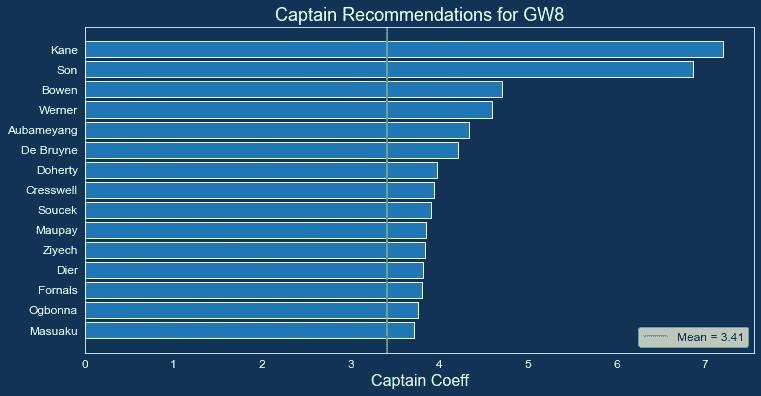 Captain Recommendations for GW8
Kane
Son
Bowen
Werner
Aubameyang
De Bruyne
Doherty
Cresswell
Soucek
Maupay
Ziyech
Dier
Fornals
Ogbonna
Masuaku
Mean = 3.41
0 1 2 3 4 5 6 7
Captain Coeff